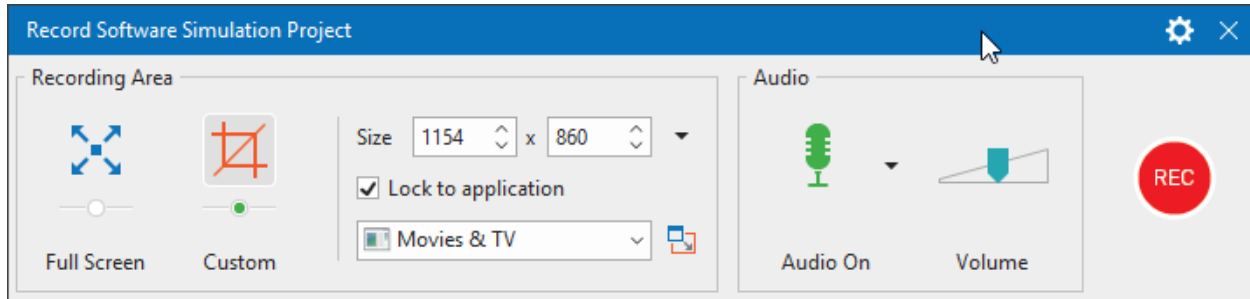 Record Software Simulation Project
Recording Area
Audio
Size 1154 x 860
Lock to application
Movies & TV
Full Screen Custom
Audio On Volume
REC